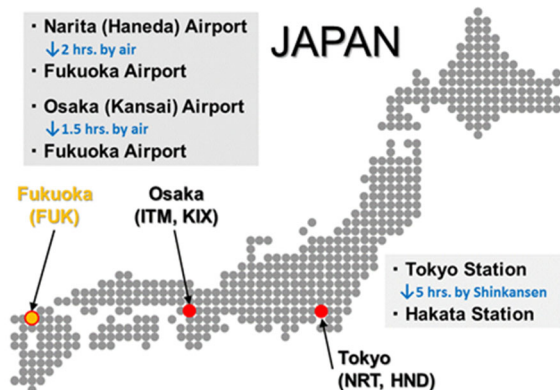 · Narita (Haneda) Airport
↓2 hrs. by air
· Fukuoka Airport
· Osaka (Kansai) Airport
↓1.5 hrs. by air
· Fukuoka Airport
JAPAN
Fukuoka
(FUK)
Osaka
(ITM, KIX)
· Tokyo Station
↓5 hrs. by Shinkansen
· Hakata Station
Tokyo
(NRT, HND)